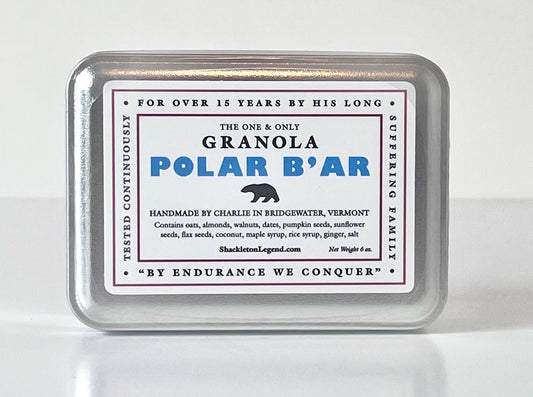 TESTED CONTINUOUSLY
• FOR OVER 15 YEARS BY HIS LONG •
SUFFERING FAMILY
THE ONE & ONLY
GRANOLA
POLAR B'AR
HANDMADE BY CHARLIE IN BRIDGEWATER, VERMONT
Contains oats, almonds, walnuts, dates, pumpkin seeds, sunflower
seeds, flax seeds, coconut, maple syrup, rice syrup, ginger, salt
ShackletonLegend.com Net Weight 6 oz.
• "BY ENDURANCE WE CONQUER" •